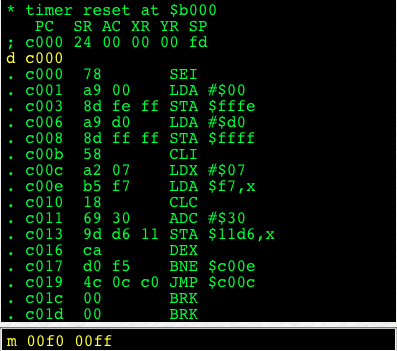 * timer reset at $b000
PC SR AC XR YR SP
; c000 24 00 00 00 fd
d c000
. c000 78 SEI
. c001 a9 00 LDA #$00
. c003 8d fe ff STA $fffe
. c006 a9 d0 LDA #$d0
. c008 8d ff ff STA $ffff
. c00b 58 CLI
. c00c a2 07 LDX #$07
. c00e b5 f7 LDA $f7,x
. c010 18 CLC
. c011 69 30 ADC #$30
. c013 9d d6 11 STA $11d6,x
. c016 ca DEX
. c017 d0 f5 BNE $c00e
. c019 4c 0c c0 JMP $c00c
. c01c 00 BRK
. c01d 00 BRK
m 00f0 00ff